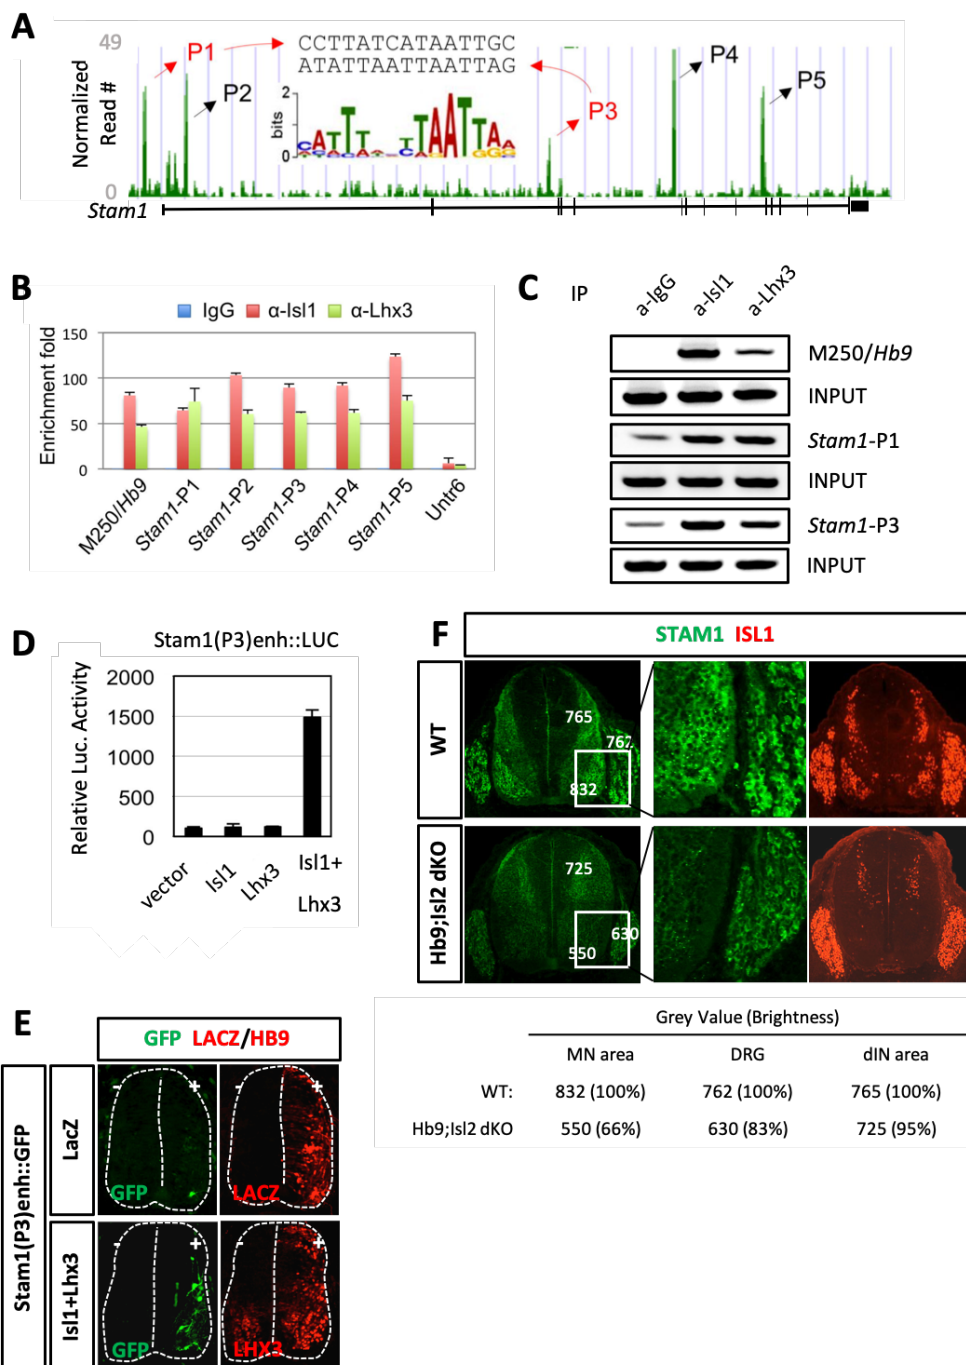 A
49
Normalized
Read #
0
P1
P2
CCTTATCATAATTGC
ATATTAATTAATTAG
2
bits
0
P3
P4
P5
Stam1
B
IgG α-Isl1 α-Lhx3
Enrichment fold
150
100
50
0
M250/Hb9
Stam1-P1
Stam1-P2
Stam1-P3
Stam1-P4
Stam1-P5
Untr6
C
IP
a-IgG
a-Isl1
a-Lhx3
M250/Hb9
INPUT
Stam1-P1
INPUT
Stam1-P3
INPUT
D
Stam1(P3)enh::LUC
Relative Luc. Activity
2000
1500
1000
500
0
vector
Isl1
Lhx3
Isl1+
Lhx3
E
GFP LACZ/HB9
Stam1(P3)enh::GFP
LacZ
- +
GFP
- +
LACZ
Isl1+Lhx3
- +
GFP
- +
LHX3
F
STAM1 ISL1
WT
765
762
832
Hb9;Isl2 dKO
725
630
550
Grey Value (Brightness)
MN area DRG dIN area
WT: 832 (100%) 762 (100%) 765 (100%)
Hb9;Isl2 dKO 550 (66%) 630 (83%) 725 (95%)